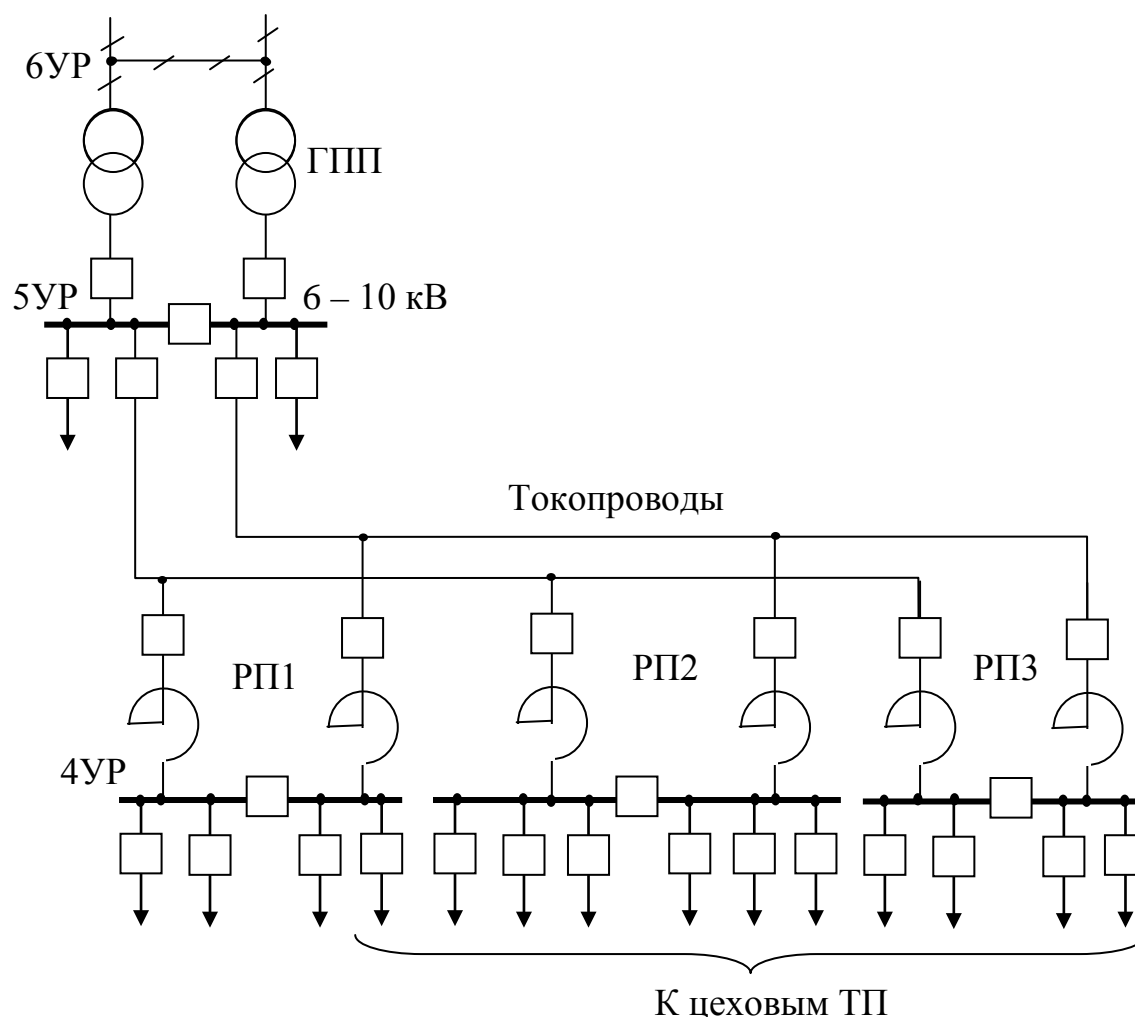 6УР
ГПП
5УР
6 – 10 кВ
Токопроводы
РП1
РП2
РП3
4УР
К цеховым ТП